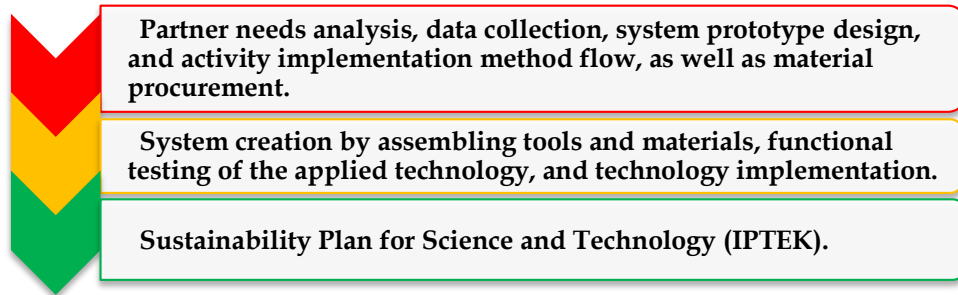 Partner needs analysis, data collection, system prototype design,
and activity implementation method flow, as well as material
procurement.
System creation by assembling tools and materials, functional
testing of the applied technology, and technology implementation.
Sustainability Plan for Science and Technology (IPTEK).